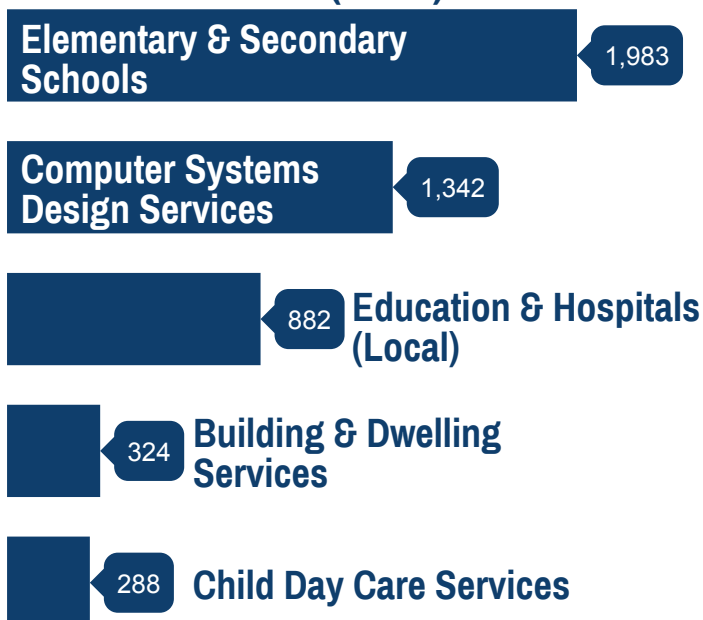 Elementary & Secondary
Schools
1,983
Computer Systems
Design Services
1,342
882
Education & Hospitals
(Local)
324
Building & Dwelling
Services
288
Child Day Care Services